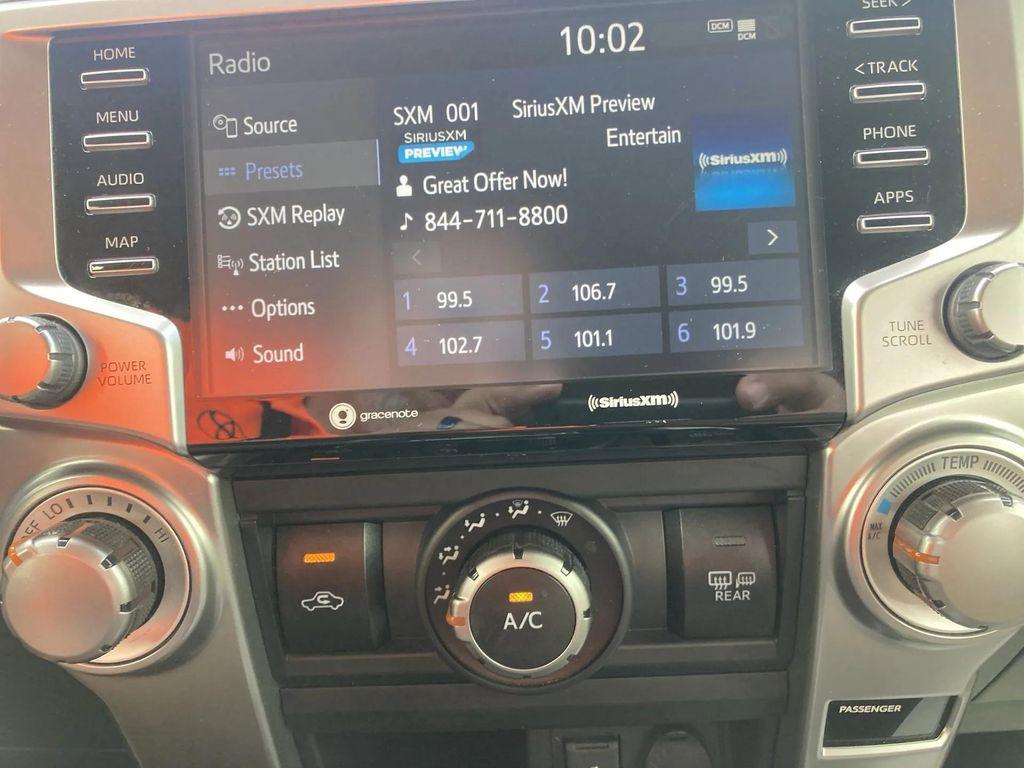 HOME
MENU
AUDIO
MAP
POWER
VOLUME
Radio
10:02
DCM
DCM
Source
Presets
SXM Replay
Station List
Options
Sound
SXM 001
SiriusXM Preview
SIRIUSXM
PREVIEW
Entertain
Great Offer Now!
844-711-8800
SiriusXM
<
>
1 99.5
2 106.7
3 99.5
4 102.7
5 101.1
6 101.9
gracenote
SiriusXM
SEEK >
< TRACK
PHONE
APPS
TUNE
SCROLL
OFF LO HI
A/C
REAR
TEMP
MAX
A/C
PASSENGER